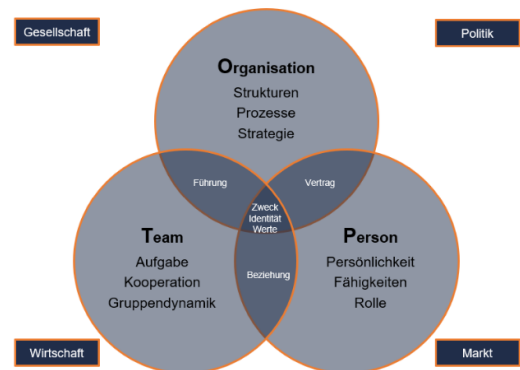 Gesellschaft
Politik
Organisation
Strukturen
Prozesse
Strategie
Führung
Vertrag
Zweck
Identität
Werte
Team
Aufgabe
Kooperation
Gruppendynamik
Beziehung
Person
Persönlichkeit
Fähigkeiten
Rolle
Wirtschaft
Markt